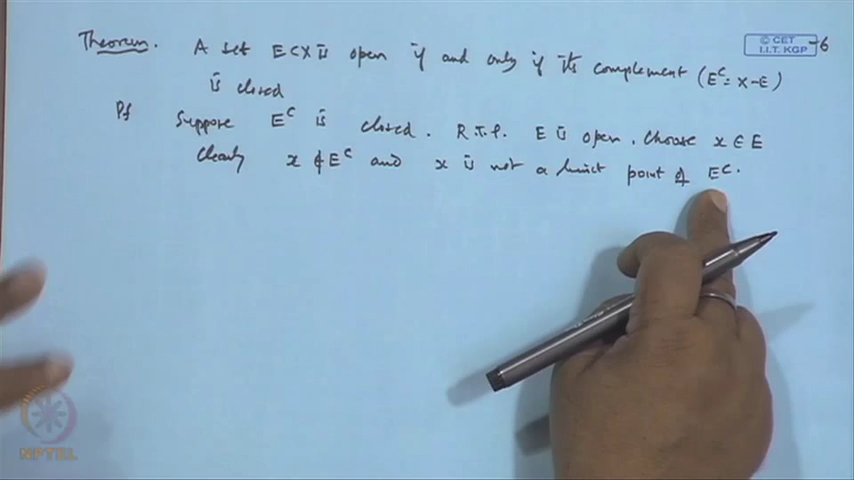 Theorem. A set E ⊂ X is open if and only if its complement (E^c = X - E)
is closed
Pf Suppose E^c is closed. R.T.P. E is open. Choose x ∈ E
Clearly x ∉ E^c and x is not a limit point of E^c.
© CET
I.I.T. KGP
-6
NPTEL